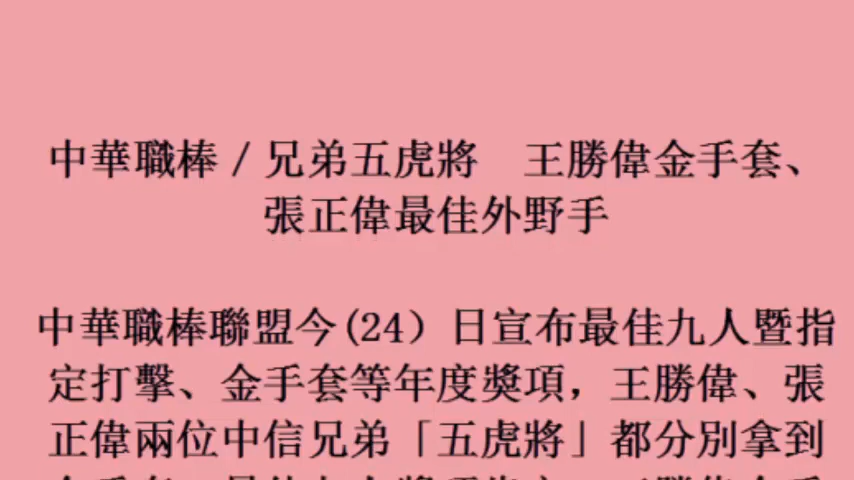 中華職棒／兄弟五虎將　王勝偉金手套、
張正偉最佳外野手
中華職棒聯盟今(24）日宣布最佳九人暨指
定打擊、金手套等年度獎項，王勝偉、張
正偉兩位中信兄弟「五虎將」都分別拿到